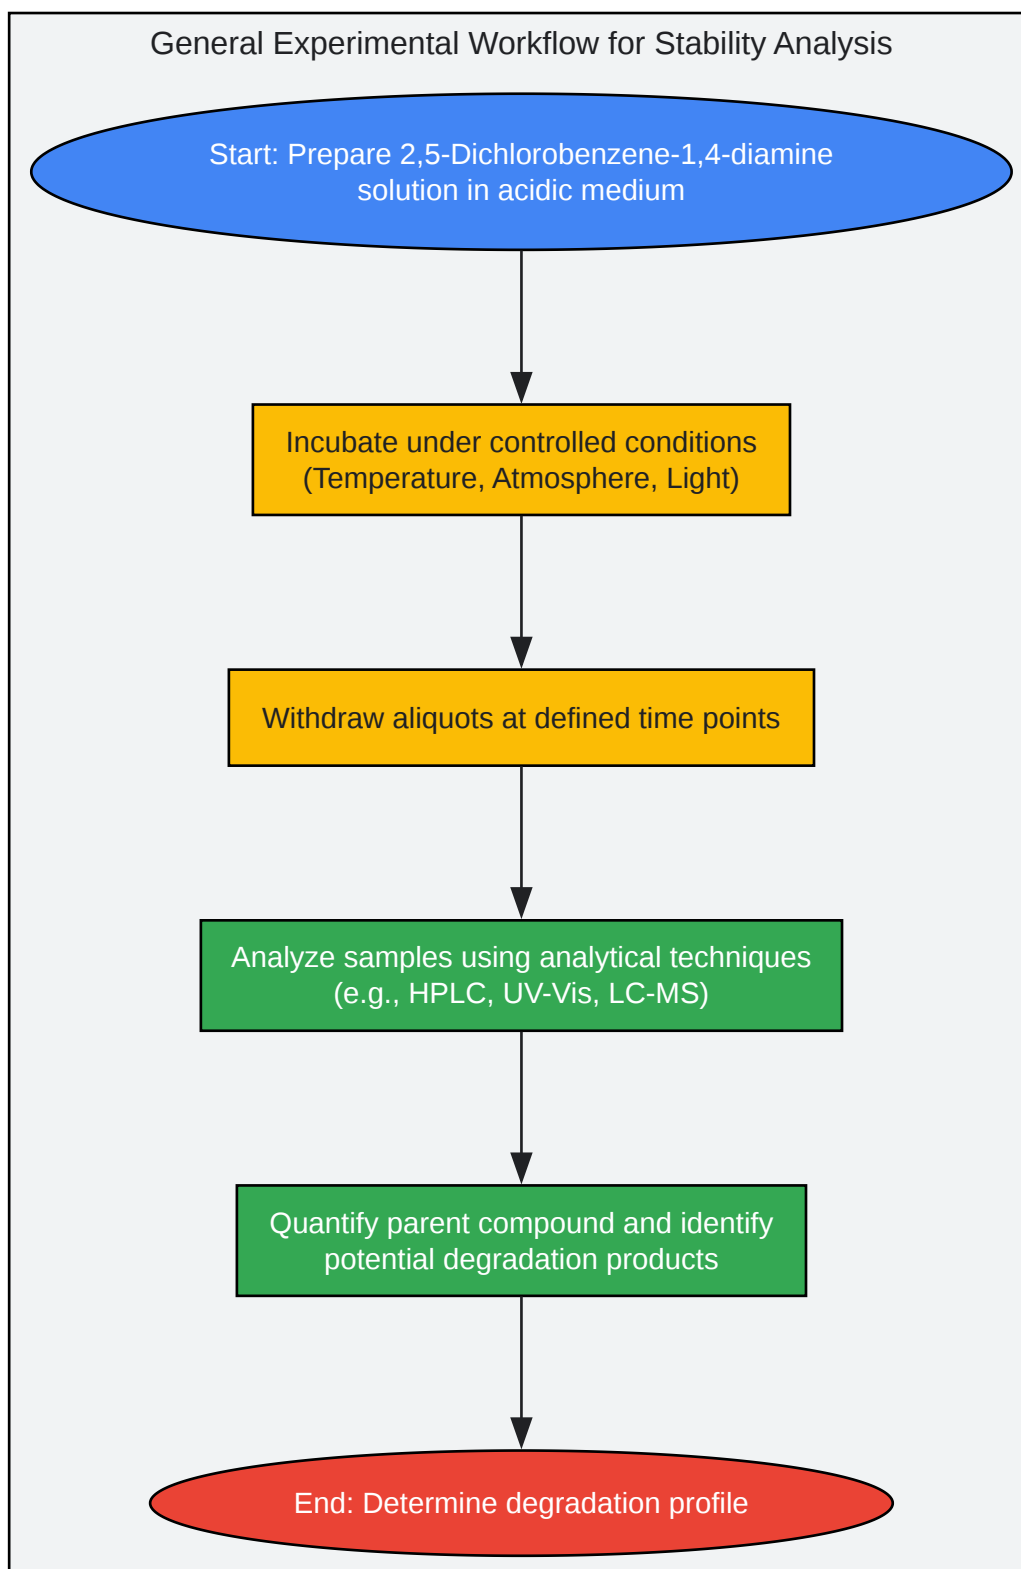 General Experimental Workflow for Stability Analysis
Start: Prepare 2,5-Dichlorobenzene-1,4-diamine
solution in acidic medium
Incubate under controlled conditions
(Temperature, Atmosphere, Light)
Withdraw aliquots at defined time points
Analyze samples using analytical techniques
(e.g., HPLC, UV-Vis, LC-MS)
Quantify parent compound and identify
potential degradation products
End: Determine degradation profile